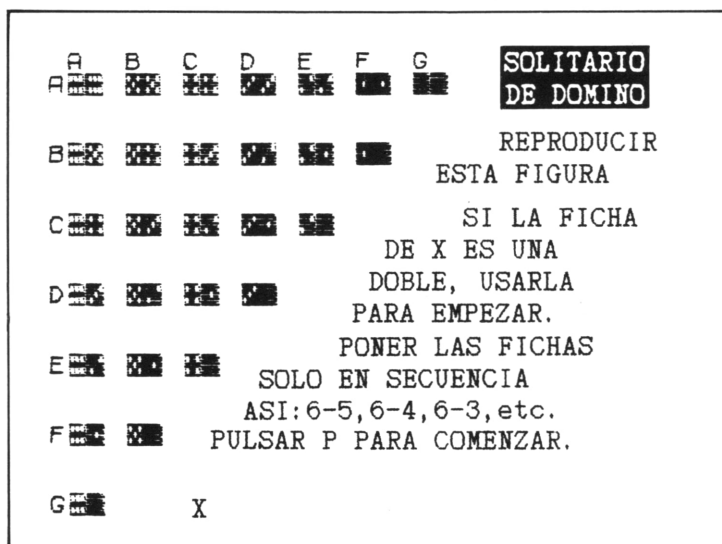 A B C D E F G
SOLITARIO
A
DE DOMINO
REPRODUCIR
B
ESTA FIGURA
SI LA FICHA
C
DE X ES UNA
DOBLE, USARLA
D
PARA EMPEZAR.
PONER LAS FICHAS
E
SOLO EN SECUENCIA
ASI:6-5,6-4,6-3,etc.
F
PULSAR P PARA COMENZAR.
G X